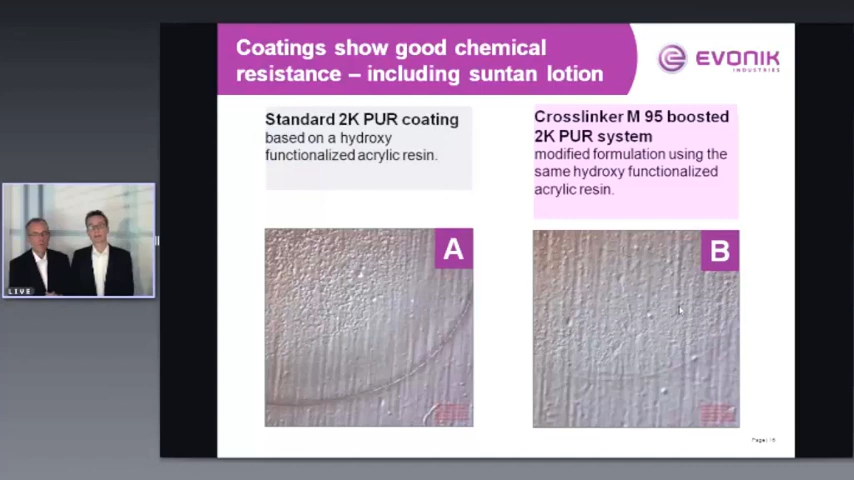 Coatings show good chemical
resistance – including suntan lotion
EVONIK
INDUSTRIES
Standard 2K PUR coating
based on a hydroxy
functionalized acrylic resin.
Crosslinker M 95 boosted
2K PUR system
modified formulation using the
same hydroxy functionalized
acrylic resin.
A
B
LIVE